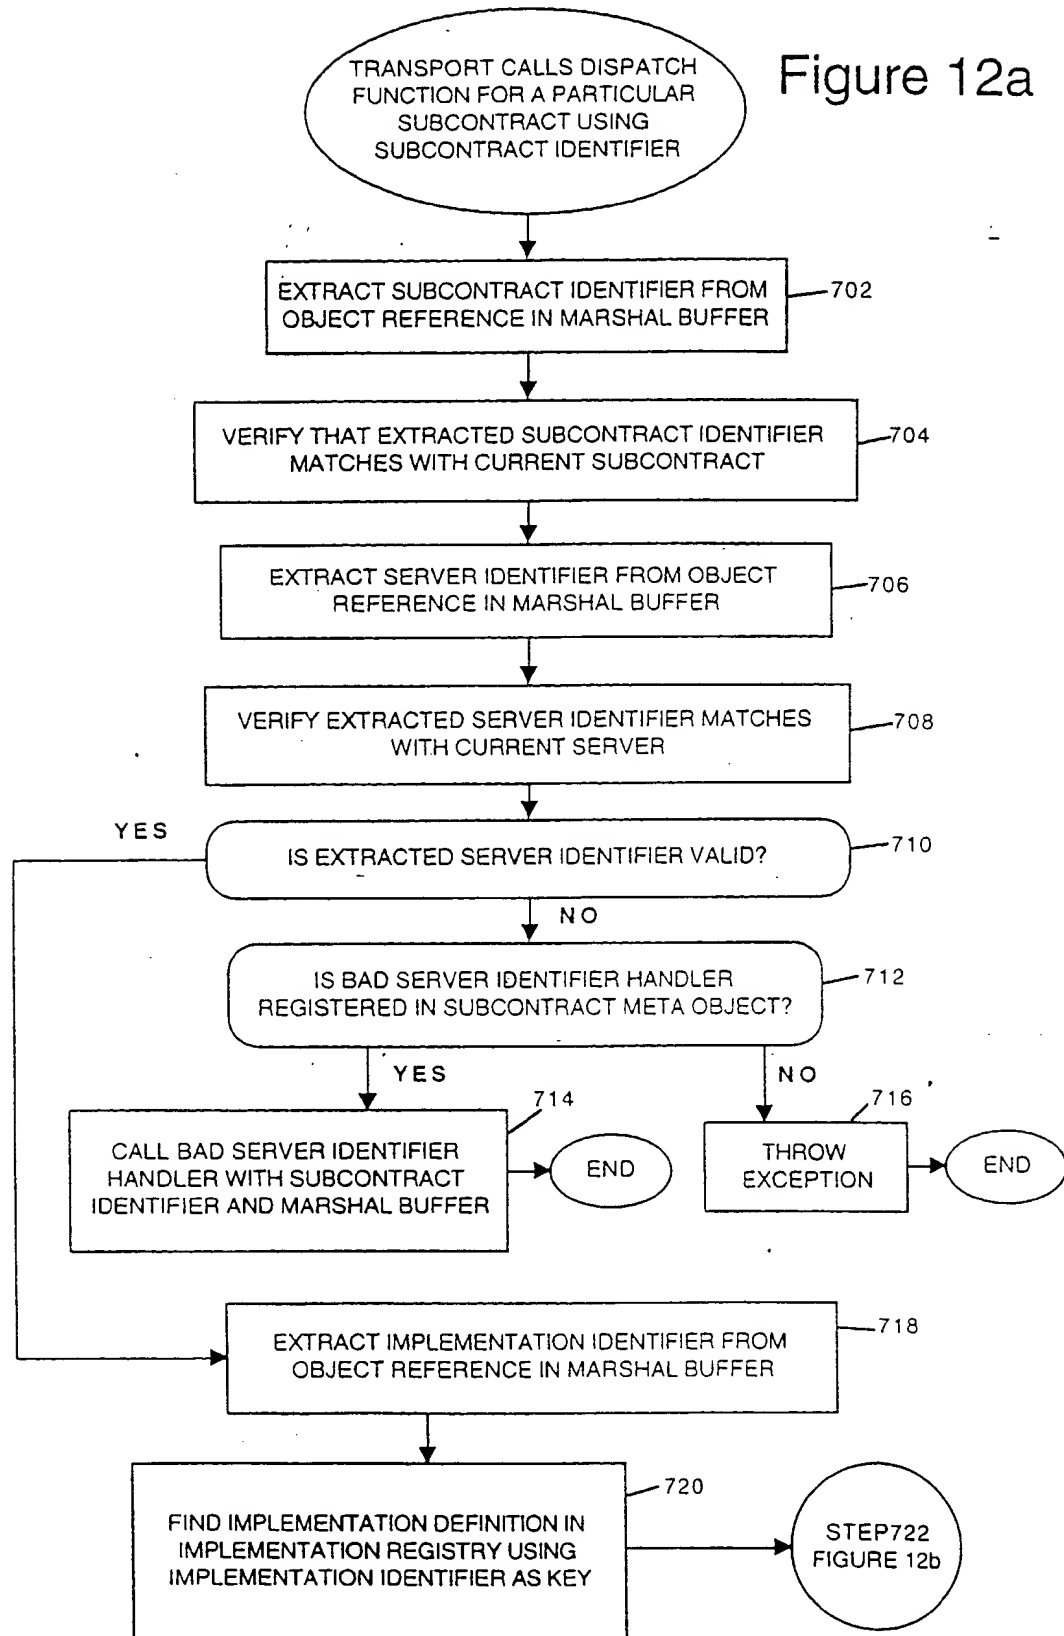 Figure 12a
TRANSPORT CALLS DISPATCH
FUNCTION FOR A PARTICULAR
SUBCONTRACT USING
SUBCONTRACT IDENTIFIER
EXTRACT SUBCONTRACT IDENTIFIER FROM
OBJECT REFERENCE IN MARSHAL BUFFER
702
VERIFY THAT EXTRACTED SUBCONTRACT IDENTIFIER
MATCHES WITH CURRENT SUBCONTRACT
704
EXTRACT SERVER IDENTIFIER FROM OBJECT
REFERENCE IN MARSHAL BUFFER
706
VERIFY EXTRACTED SERVER IDENTIFIER MATCHES
WITH CURRENT SERVER
708
YES
IS EXTRACTED SERVER IDENTIFIER VALID?
710
NO
IS BAD SERVER IDENTIFIER HANDLER
REGISTERED IN SUBCONTRACT META OBJECT?
712
YES
NO
714
CALL BAD SERVER IDENTIFIER
HANDLER WITH SUBCONTRACT
IDENTIFIER AND MARSHAL BUFFER
END
716
THROW
EXCEPTION
END
EXTRACT IMPLEMENTATION IDENTIFIER FROM
OBJECT REFERENCE IN MARSHAL BUFFER
718
FIND IMPLEMENTATION DEFINITION IN
IMPLEMENTATION REGISTRY USING
IMPLEMENTATION IDENTIFIER AS KEY
720
STEP722
FIGURE 12b